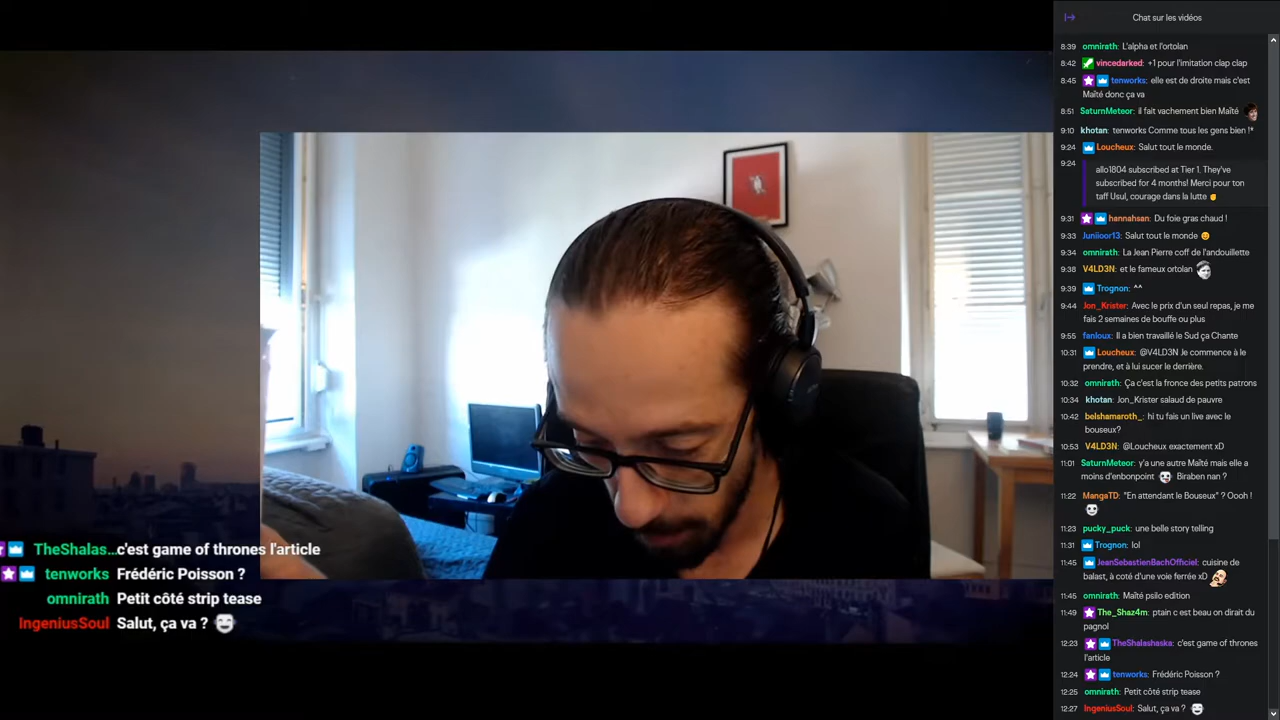 TheShalas... c'est game of thrones l'article
tenworks Frédéric Poisson ?
omnirath Petit côté strip tease
IngeniusSoul Salut, ça va ?
Chat sur les vidéos
8:39 omnirath: L'alpha et l'ortolan
8:42 vincedarked: +1 pour l'imitation clap clap
8:45 tenworks: elle est de droite mais c'est
Maïté donc ça va
8:51 SaturnMeteor: il fait vachement bien Maïté
9:10 khotan: tenworks Comme tous les gens bien !*
9:24 Loucheux: Salut tout le monde.
9:24 allo1804 subscribed at Tier 1. They've
subscribed for 4 months! Merci pour ton
taff Usul, courage dans la lutte
9:31 hannahsan: Du foie gras chaud !
9:33 Juniioor13: Salut tout le monde
9:34 omnirath: La Jean Pierre coff de l'andouillette
9:38 V4LD3N: et le fameux ortolan
9:39 Trognon: ^^
9:44 Jon_Krister: Avec le prix d'un seul repas, je me
fais 2 semaines de bouffe ou plus
9:55 fanloux: Il a bien travaillé le Sud ça Chante
10:31 Loucheux: @V4LD3N Je commence à le
prendre, et à lui sucer le derrière.
10:32 omnirath: Ça c'est la fronce des petits patrons
10:34 khotan: Jon_Krister salaud de pauvre
10:42 belshamaroth_: hi tu fais un live avec le
bouseux?
10:53 V4LD3N: @Loucheux exactement xD
11:01 SaturnMeteor: y'a une autre Maïté mais elle a
moins d'enbonpoint Biraben nan ?
11:22 MangaTD: "En attendant le Bouseux" ? Oooh !
11:23 pucky_puck: une belle story telling
11:31 Trognon: lol
11:45 JeanSebastienBachOfficiel: cuisine de
balast, à coté d'une voie ferrée xD
11:45 omnirath: Maïté psilo edition
11:49 The_Shaz4m: ptain c est beau on dirait du
pagnol
12:23 TheShalashaska: c'est game of thrones
l'article
12:24 tenworks: Frédéric Poisson ?
12:25 omnirath: Petit côté strip tease
12:27 IngeniusSoul: Salut, ça va ?